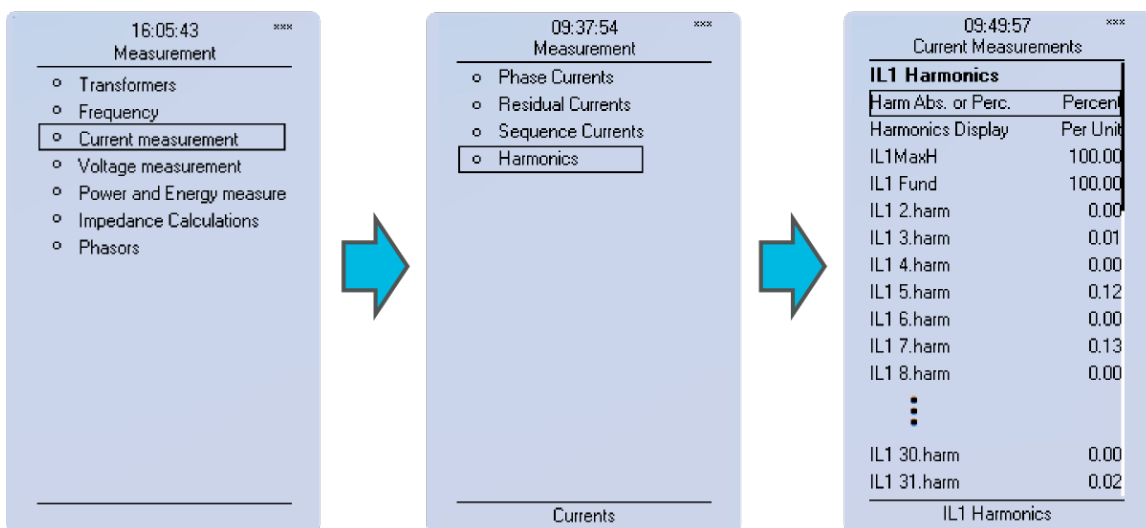 16:05:43 ***
Measurement
Transformers
Frequency
Current measurement
Voltage measurement
Power and Energy measure
Impedance Calculations
Phasors
09:37:54 ***
Measurement
Phase Currents
Residual Currents
Sequence Currents
Harmonics
Currents
09:49:57 ***
Current Measurements
IL1 Harmonics
Harm Abs. or Perc. Percent
Harmonics Display Per Unit
IL1MaxH 100.00
IL1 Fund 100.00
IL1 2.harm 0.00
IL1 3.harm 0.01
IL1 4.harm 0.00
IL1 5.harm 0.12
IL1 6.harm 0.00
IL1 7.harm 0.13
IL1 8.harm 0.00
IL1 30.harm 0.00
IL1 31.harm 0.02
IL1 Harmonics